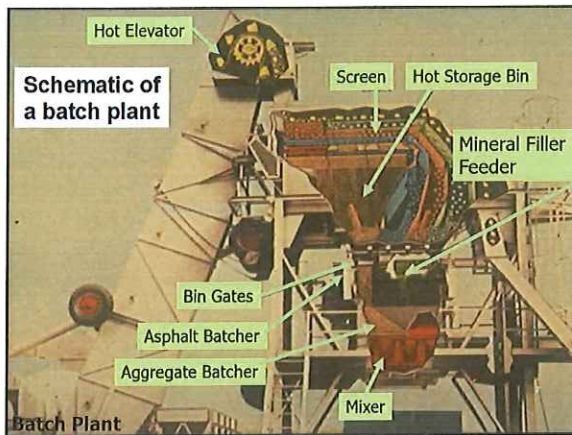 Hot Elevator
Schematic of
a batch plant
Screen
Hot Storage Bin
Mineral Filler
Feeder
Bin Gates
Asphalt Batcher
Aggregate Batcher
Mixer
Batch Plant